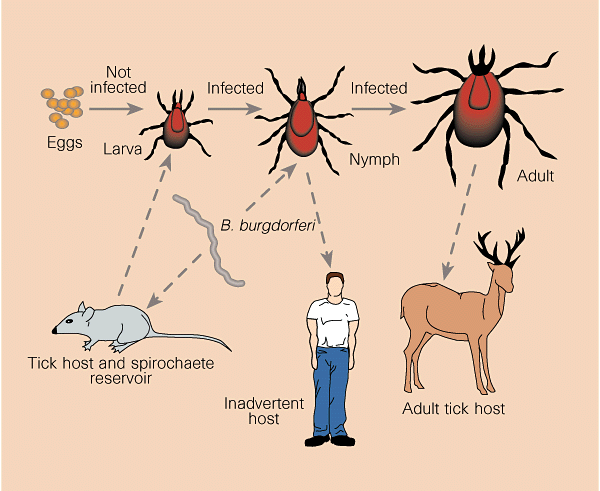 Not
infected
Infected
Infected
Eggs
Larva
Nymph
Adult
B. burgdorferi
Tick host and spirochaete
reservoir
Inadvertent
host
Adult tick host